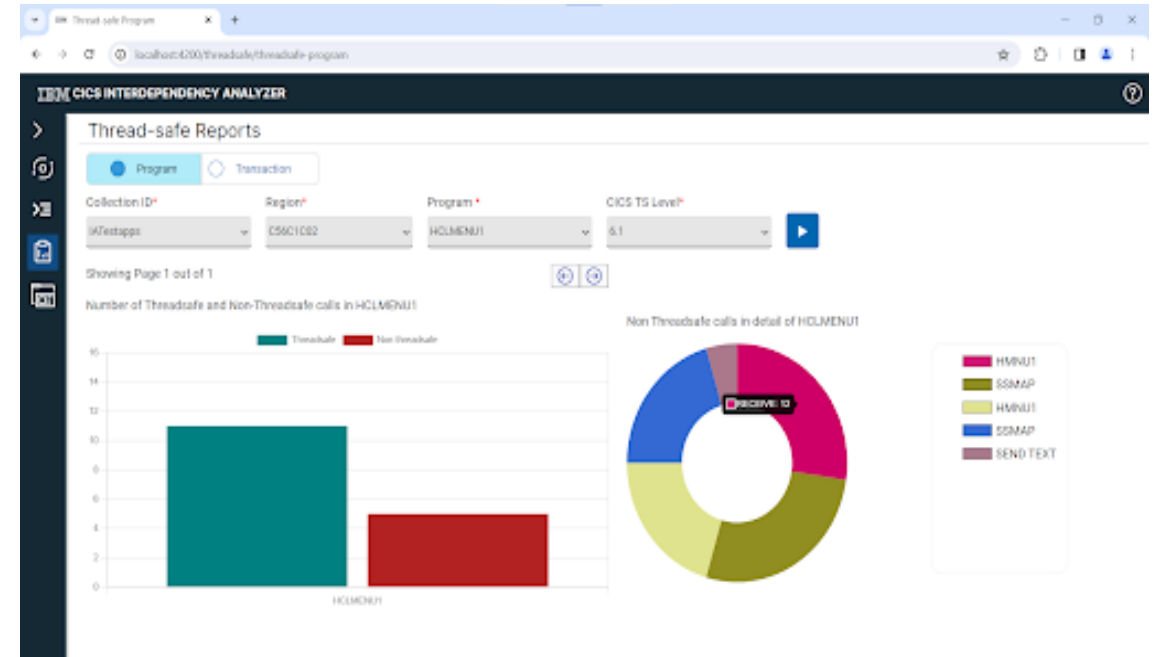 Thread-safe Program
localhost:4200/threadsafe/threadsafe-program
IBM CICS INTERDEPENDENCY ANALYZER
Thread-safe Reports
Program
Transaction
Collection ID*
Region*
Program *
CICS TS Level*
IATestapps
C56C1C02
HCLMENU1
6.1
Showing Page 1 out of 1
Number of Threadsafe and Non-Threadsafe calls in HCLMENU1
Threadsafe
Non threadsafe
16
14
12
10
8
6
4
2
0
HCLMENU1
Non Threadsafe calls in detail of HCLMENU1
RECEIVE: 12
HMNU1
SSMAP
HMNU1
SSMAP
SEND TEXT